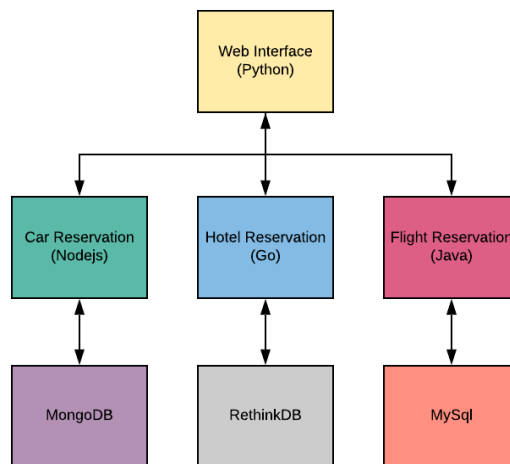 Web Interface
(Python)
Car Reservation
(Nodejs)
Hotel Reservation
(Go)
Flight Reservation
(Java)
MongoDB
RethinkDB
MySql